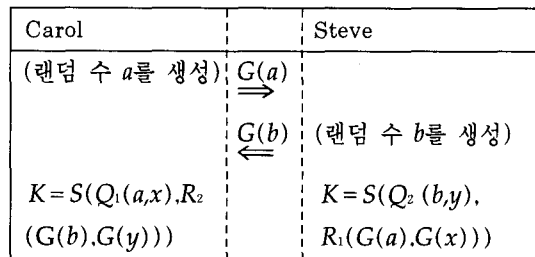 Carol Steve
(랜덤 수 a를 생성) G(a)
⇒
G(b) (랜덤 수 b를 생성)
⇐
K=S(Q₁(a,x),R₂ K=S(Q₂ (b,y),
(G(b),G(y))) R₁(G(a),G(x)))